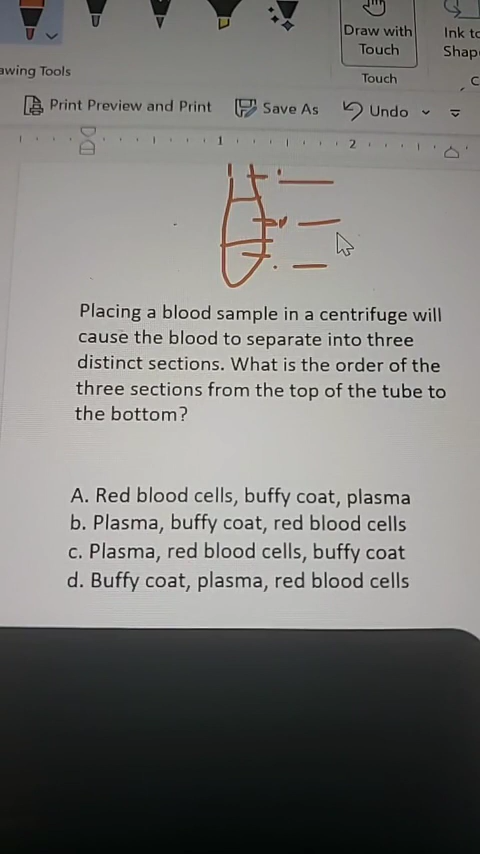 Draw with
Touch
Ink to
Shap
awing Tools
Touch
Print Preview and Print
Save As
Undo
1
2
Placing a blood sample in a centrifuge will
cause the blood to separate into three
distinct sections. What is the order of the
three sections from the top of the tube to
the bottom?
A. Red blood cells, buffy coat, plasma
b. Plasma, buffy coat, red blood cells
c. Plasma, red blood cells, buffy coat
d. Buffy coat, plasma, red blood cells